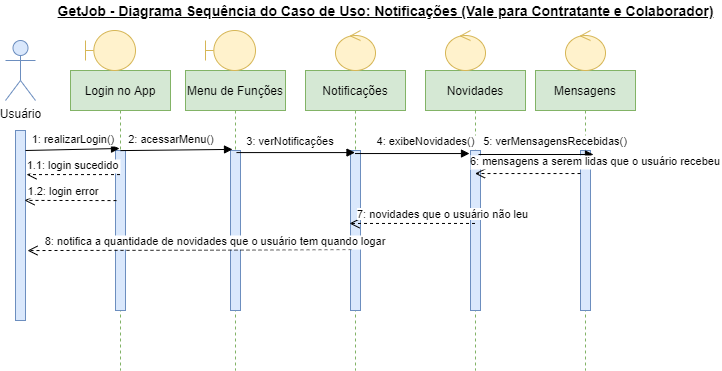 GetJob - Diagrama Sequência do Caso de Uso: Notificações (Vale para Contratante e Colaborador)
Usuário
Login no App
Menu de Funções
Notificações
Novidades
Mensagens
1: realizarLogin()
2: acessarMenu()
3: verNotificações
4: exibeNovidades()
5: verMensagensRecebidas()
1.1: login sucedido
6: mensagens a serem lidas que o usuário recebeu
1.2: login error
7: novidades que o usuário não leu
8: notifica a quantidade de novidades que o usuário tem quando logar